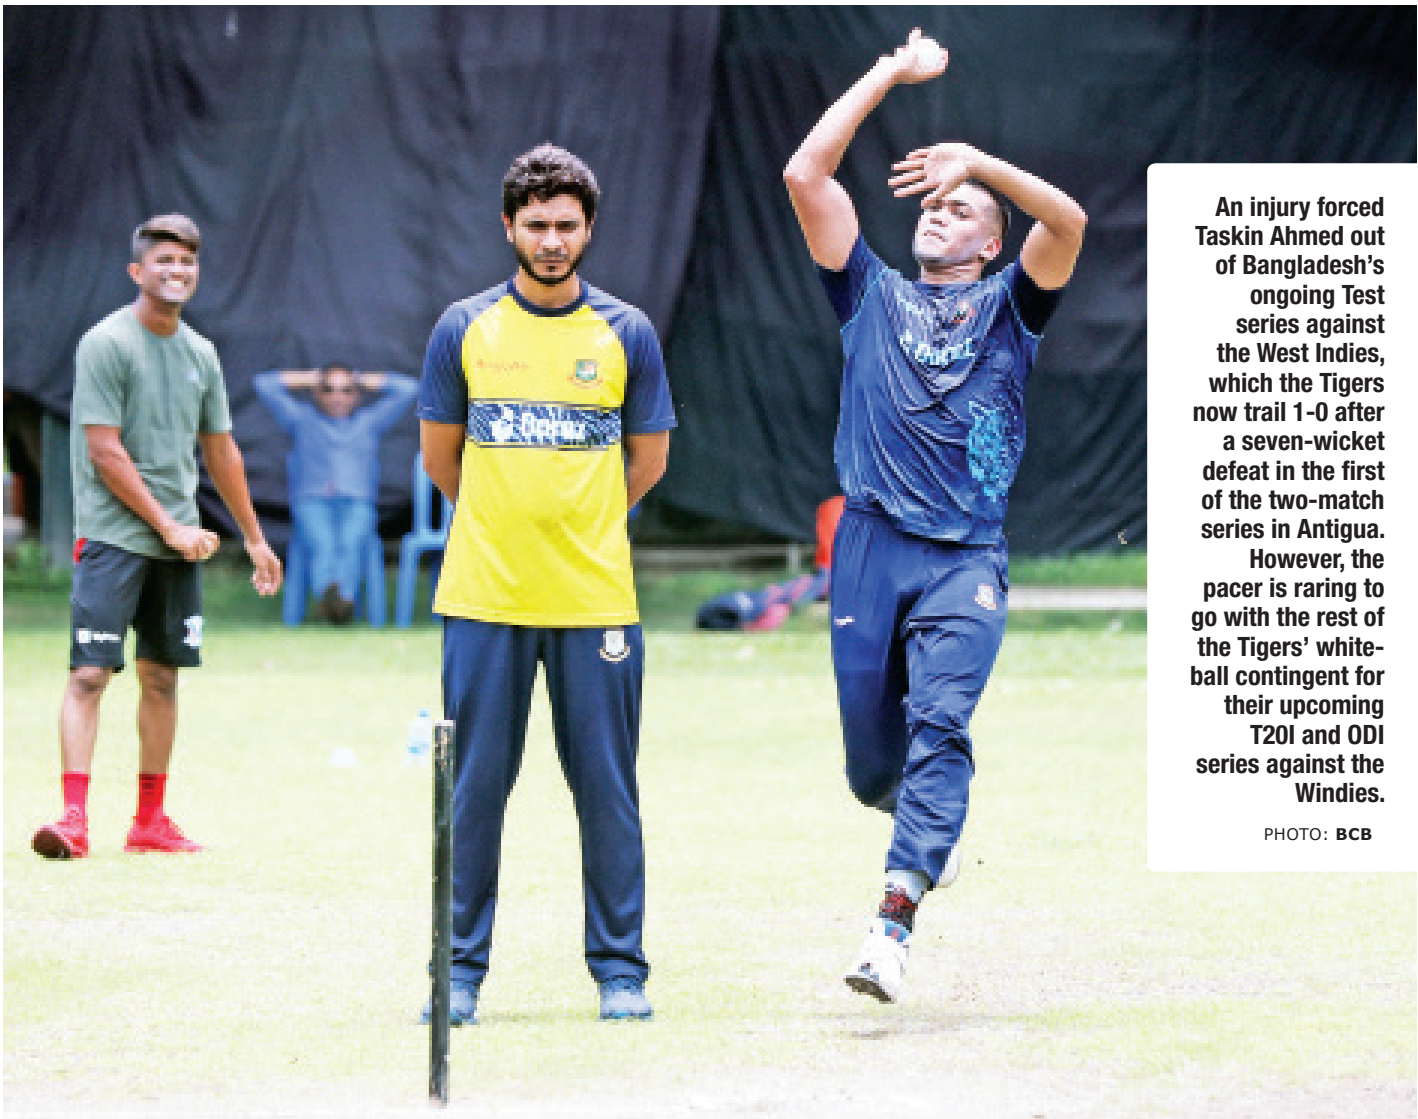 An injury forced
Taskin Ahmed out
of Bangladesh’s
ongoing Test
series against
the West Indies,
which the Tigers
now trail 1-0 after
a seven-wicket
defeat in the first
of the two-match
series in Antigua.
However, the
pacer is raring to
go with the rest of
the Tigers’ white-
ball contingent for
their upcoming
T20I and ODI
series against the
Windies.
PHOTO: BCB